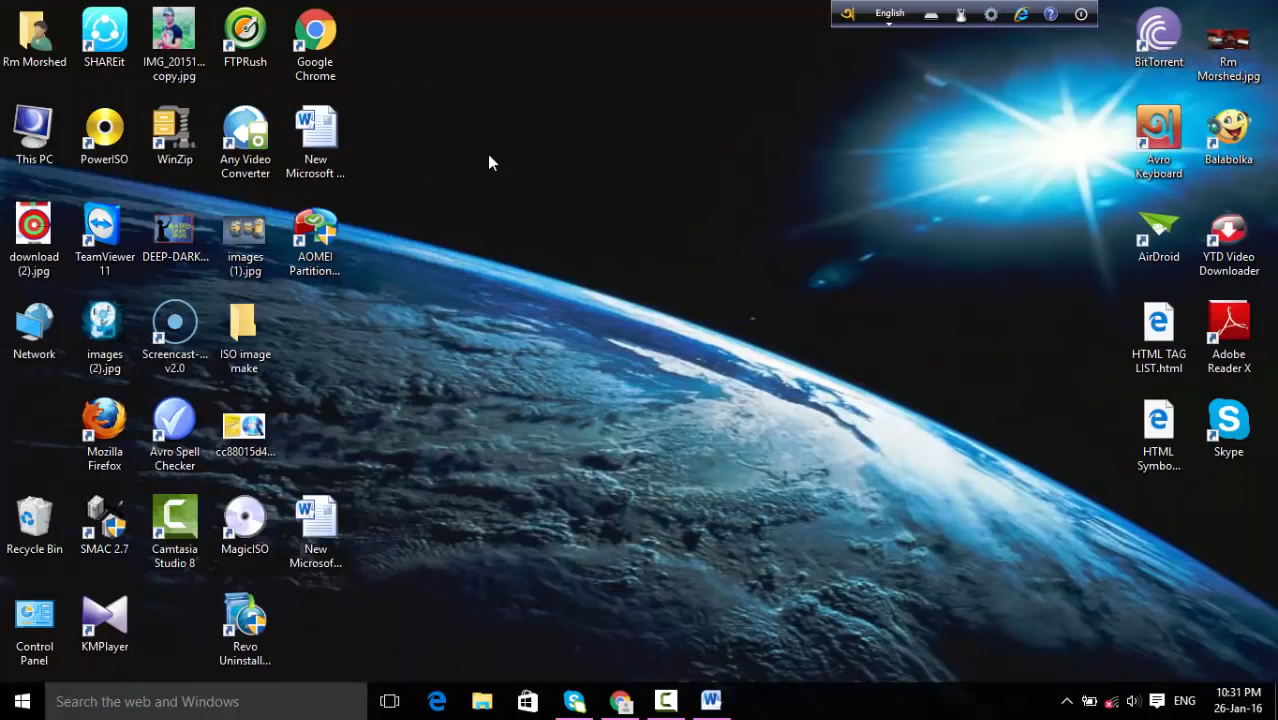 English
Rm Morshed
SHAREit
IMG_20151...
copy.jpg
FTPRush
Google
Chrome
BitTorrent
Rm
Morshed.jpg
This PC
PowerISO
WinZip
Any Video
Converter
New
Microsoft ...
Avro
Keyboard
Balabolka
download
(2).jpg
TeamViewer
11
DEEP-DARK...
images
(1).jpg
AOMEI
Partition...
AirDroid
YTD Video
Downloader
Network
images
(2).jpg
Screencast-...
v2.0
ISO image
make
HTML TAG
LIST.html
Adobe
Reader X
Mozilla
Firefox
Avro Spell
Checker
cc88015d4...
HTML
Symbo...
Skype
Recycle Bin
SMAC 2.7
Camtasia
Studio 8
MagicISO
New
Microsof...
Control
Panel
KMPlayer
Revo
Uninstall...
Search the web and Windows
ENG
10:31 PM
26-Jan-16